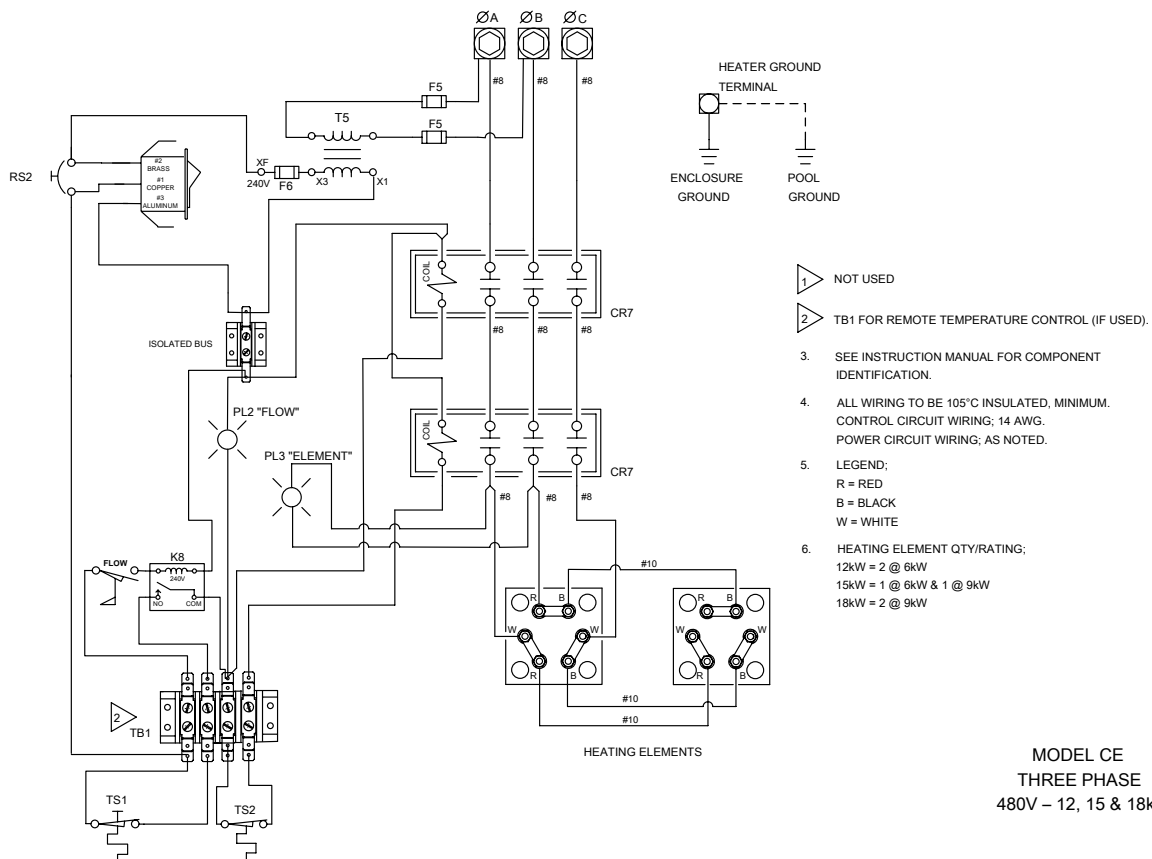 ØA ØB ØC
#8 #8 #8
HEATER GROUND
TERMINAL
ENCLOSURE
GROUND
POOL
GROUND
F5
F5
T5
XF
240V
F6
X3
X1
RS2
#2
BRASS
#1
COPPER
#3
ALUMINUM
COIL
CR7
#8 #8 #8
ISOLATED BUS
PL2 "FLOW"
PL3 "ELEMENT"
COIL
CR7
#8 #8 #8
1 NOT USED
2 TB1 FOR REMOTE TEMPERATURE CONTROL (IF USED).
3. SEE INSTRUCTION MANUAL FOR COMPONENT
IDENTIFICATION.
4. ALL WIRING TO BE 105°C INSULATED, MINIMUM.
CONTROL CIRCUIT WIRING; 14 AWG.
POWER CIRCUIT WIRING; AS NOTED.
5. LEGEND;
R = RED
B = BLACK
W = WHITE
6. HEATING ELEMENT QTY/RATING;
12kW = 2 @ 6kW
15kW = 1 @ 6kW & 1 @ 9kW
18kW = 2 @ 9kW
FLOW
K8
240V
NO COM
#10
R B
W W
R B
R B
W W
R B
#10
#10
HEATING ELEMENTS
2
TB1
TS1
TS2
MODEL CE
THREE PHASE
480V – 12, 15 & 18k